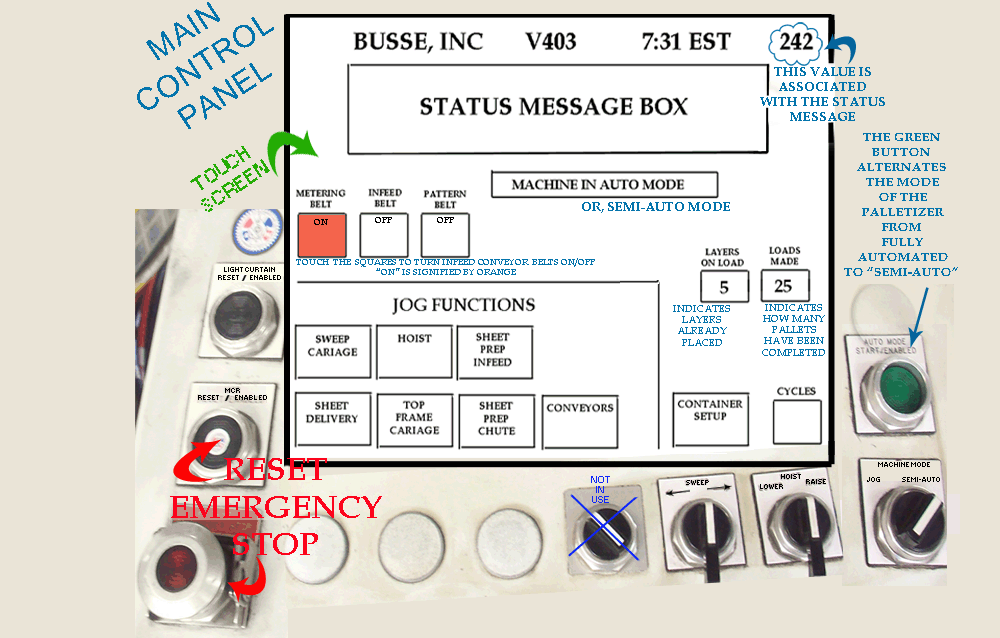 MAIN
CONTROL
PANEL
BUSSE, INC V403 7:31 EST 242
STATUS MESSAGE BOX
THIS VALUE IS
ASSOCIATED
WITH THE STATUS
MESSAGE
TOUCH
SCREEN
THE GREEN
BUTTON
ALTERNATES
THE MODE
OF THE
PALLETIZER
FROM
FULLY
AUTOMATED
TO “SEMI-AUTO”
MACHINE IN AUTO MODE
OR, SEMI-AUTO MODE
METERING
BELT
ON
INFEED
BELT
OFF
PATTERN
BELT
OFF
TOUCH THE SQUARES TO TURN INFEED CONVEYOR BELTS ON/OFF
“ON” IS SIGNIFIED BY ORANGE
LAYERS
ON LOAD
5
INDICATES
LAYERS
ALREADY
PLACED
LOADS
MADE
25
INDICATES
HOW MANY
PALLETS
HAVE BEEN
COMPLETED
JOG FUNCTIONS
SWEEP
CARIAGE
HOIST
SHEET
PREP
INFEED
SHEET
DELIVERY
TOP
FRAME
CARIAGE
SHEET
PREP
CHUTE
CONVEYORS
CONTAINER
SETUP
CYCLES
LIGHT CURTAIN
RESET / ENABLED
MCR
RESET / ENABLED
RESET
EMERGENCY
STOP
NOT
IN
USE
SWEEP
HOIST
LOWER RAISE
AUTO MODE
START/ENABLED
MACHINE MODE
JOG SEMI-AUTO